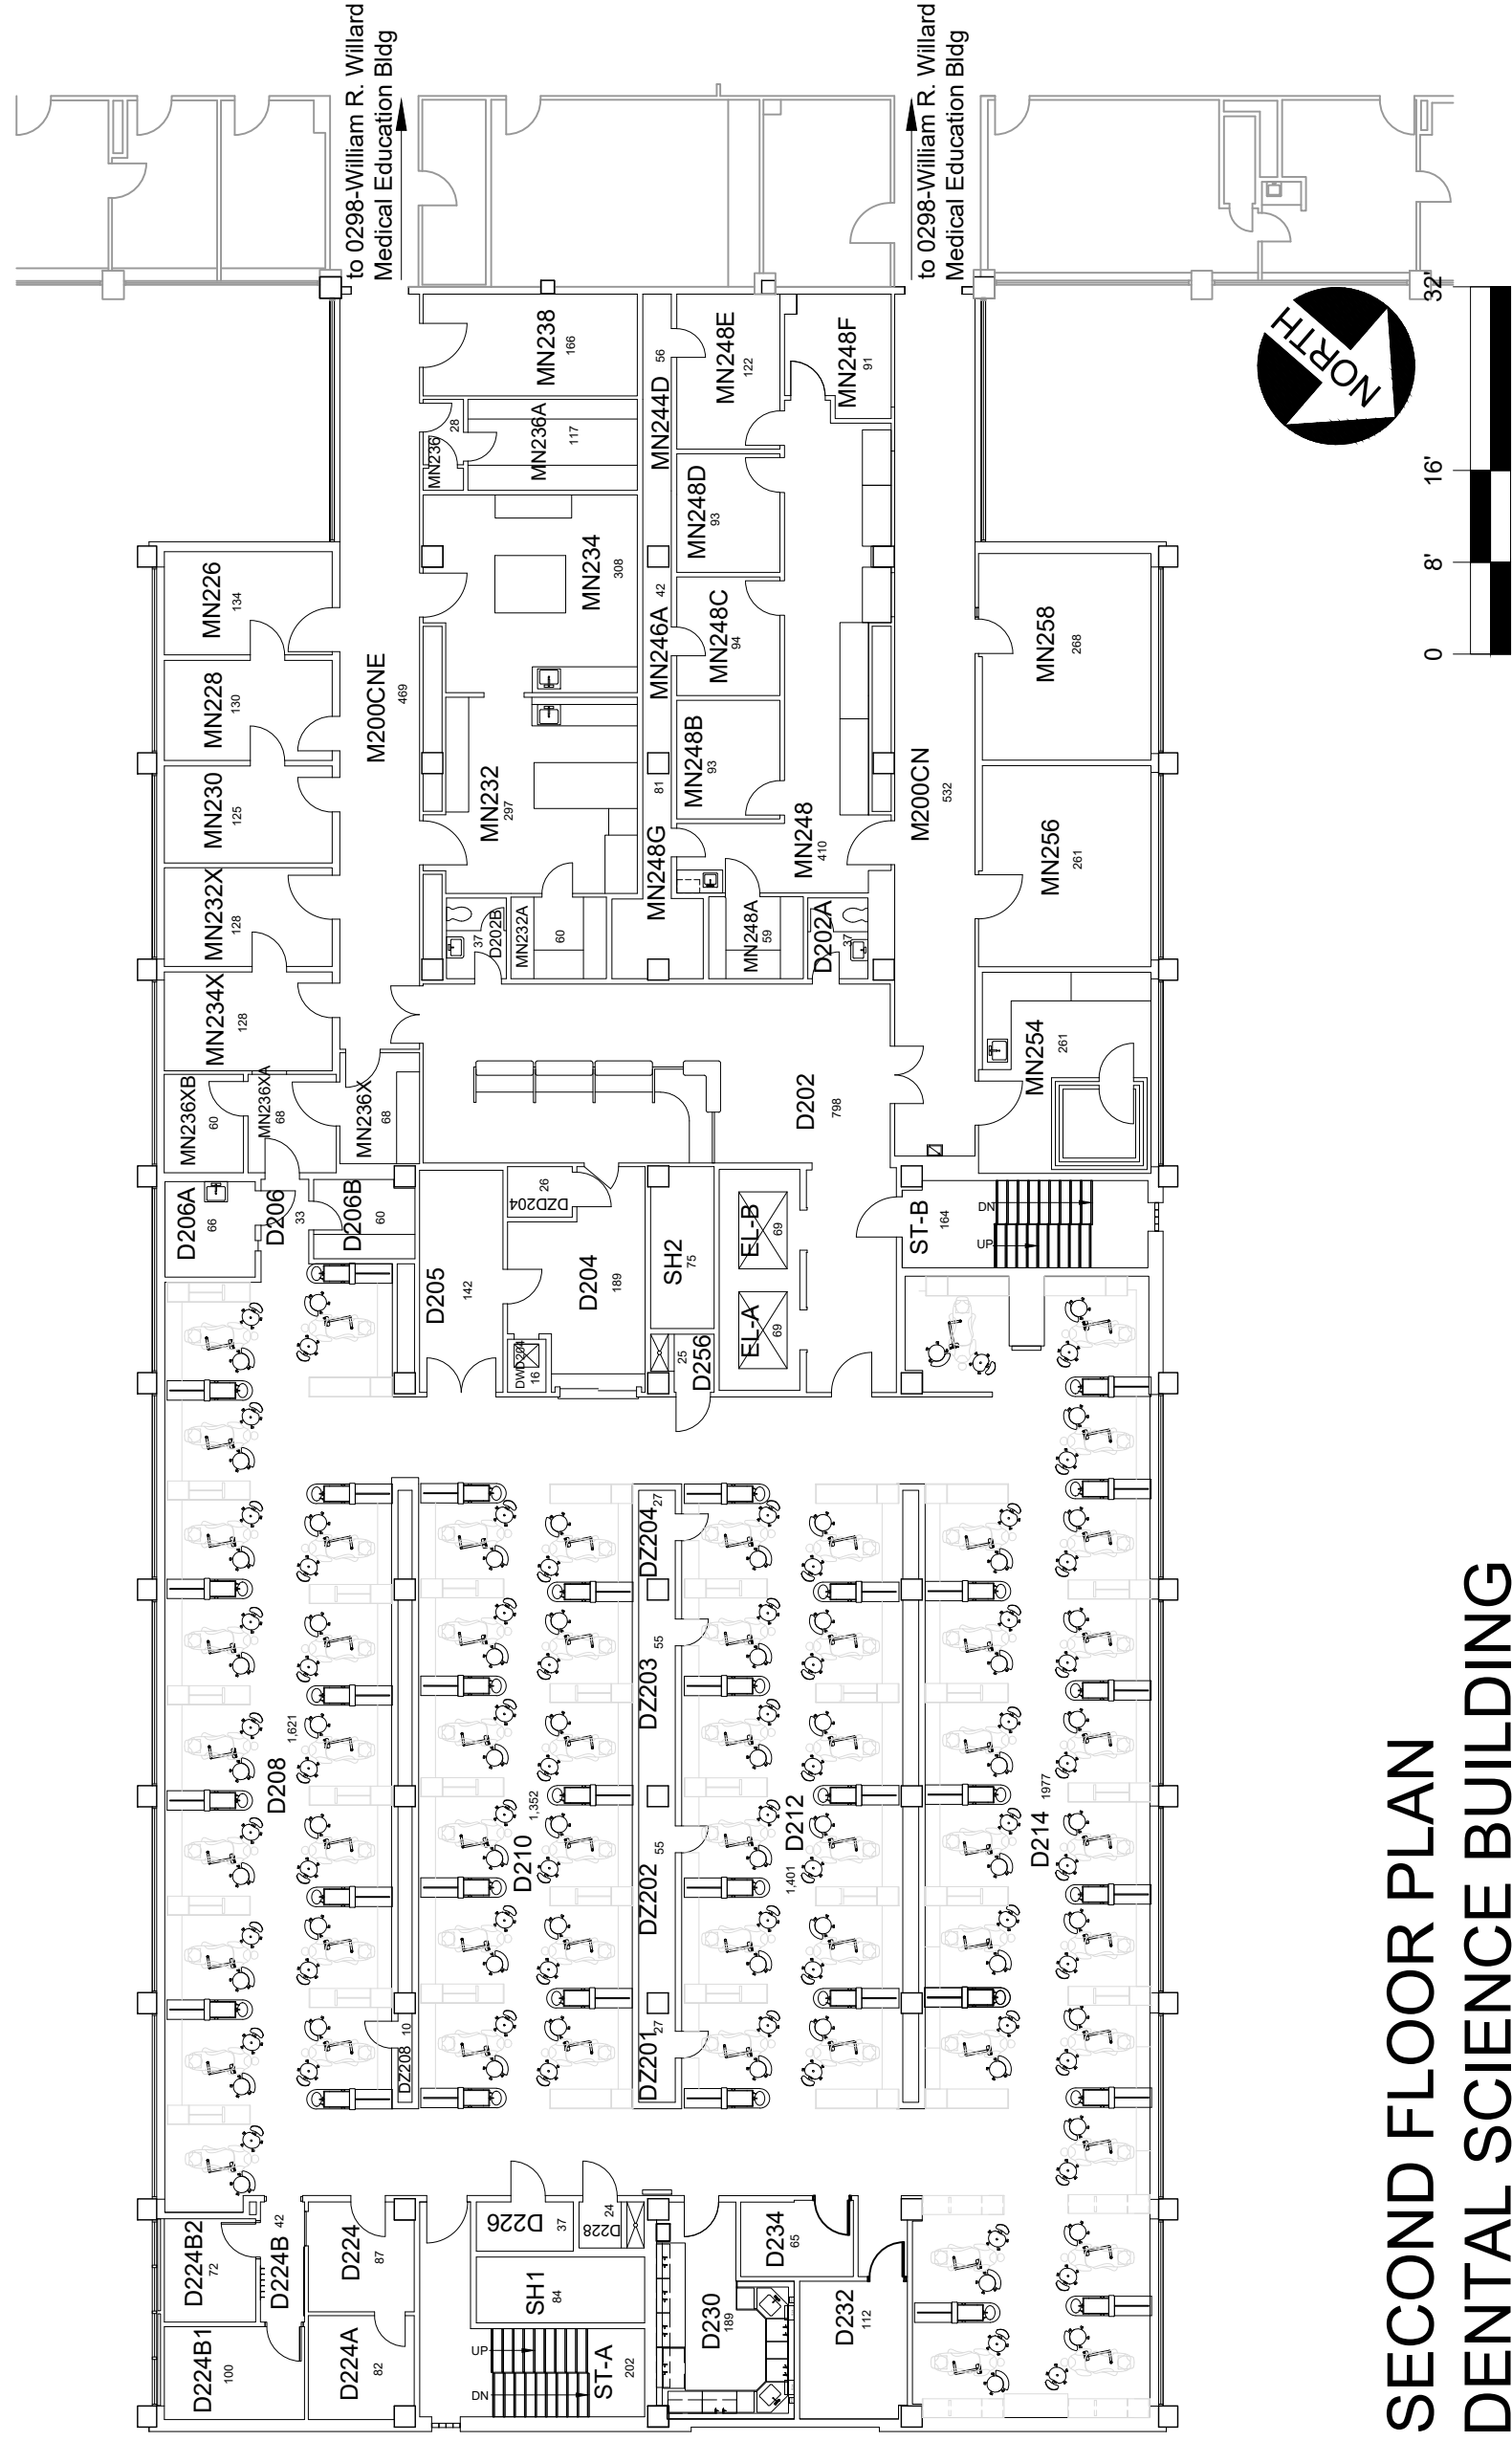 to 0298-William R. Willard
Medical Education Bldg
to 0298-William R. Willard
Medical Education Bldg
MN226
134
MN228
130
MN230
125
MN232X
128
MN234X
128
MN236XB
60
MN236XA
68
MN236X
68
M200CNE
469
MN238
166
MN236
28
MN236A
117
MN234
308
MN232
297
MN232A
60
D202B
37
MN244D
56
MN246A
42
MN248G
81
MN248E
122
MN248F
91
MN248D
93
MN248C
94
MN248B
93
MN248
410
MN248A
59
D202A
37
M200CN
532
MN258
268
MN256
261
MN254
261
D202
798
NORTH
0
8'
16'
32'
D206A
66
D206
33
D206B
60
D205
142
DZD204
26
D204
189
DWD204
16
SH2
75
D256
25
EL-B
69
EL-A
69
ST-B
164
DN
UP
D208
1,621
DZ208
10
D210
1,352
DZ204
27
DZ203
55
DZ202
55
DZ201
27
D212
1,401
D214
1977
D224B2
72
D224B
42
D224
87
D224B1
100
D224A
82
D226
37
D228
24
SH1
84
UP
DN
ST-A
202
D230
189
D234
65
D232
112
SECOND FLOOR PLAN
DENTAL SCIENCE BUILDING